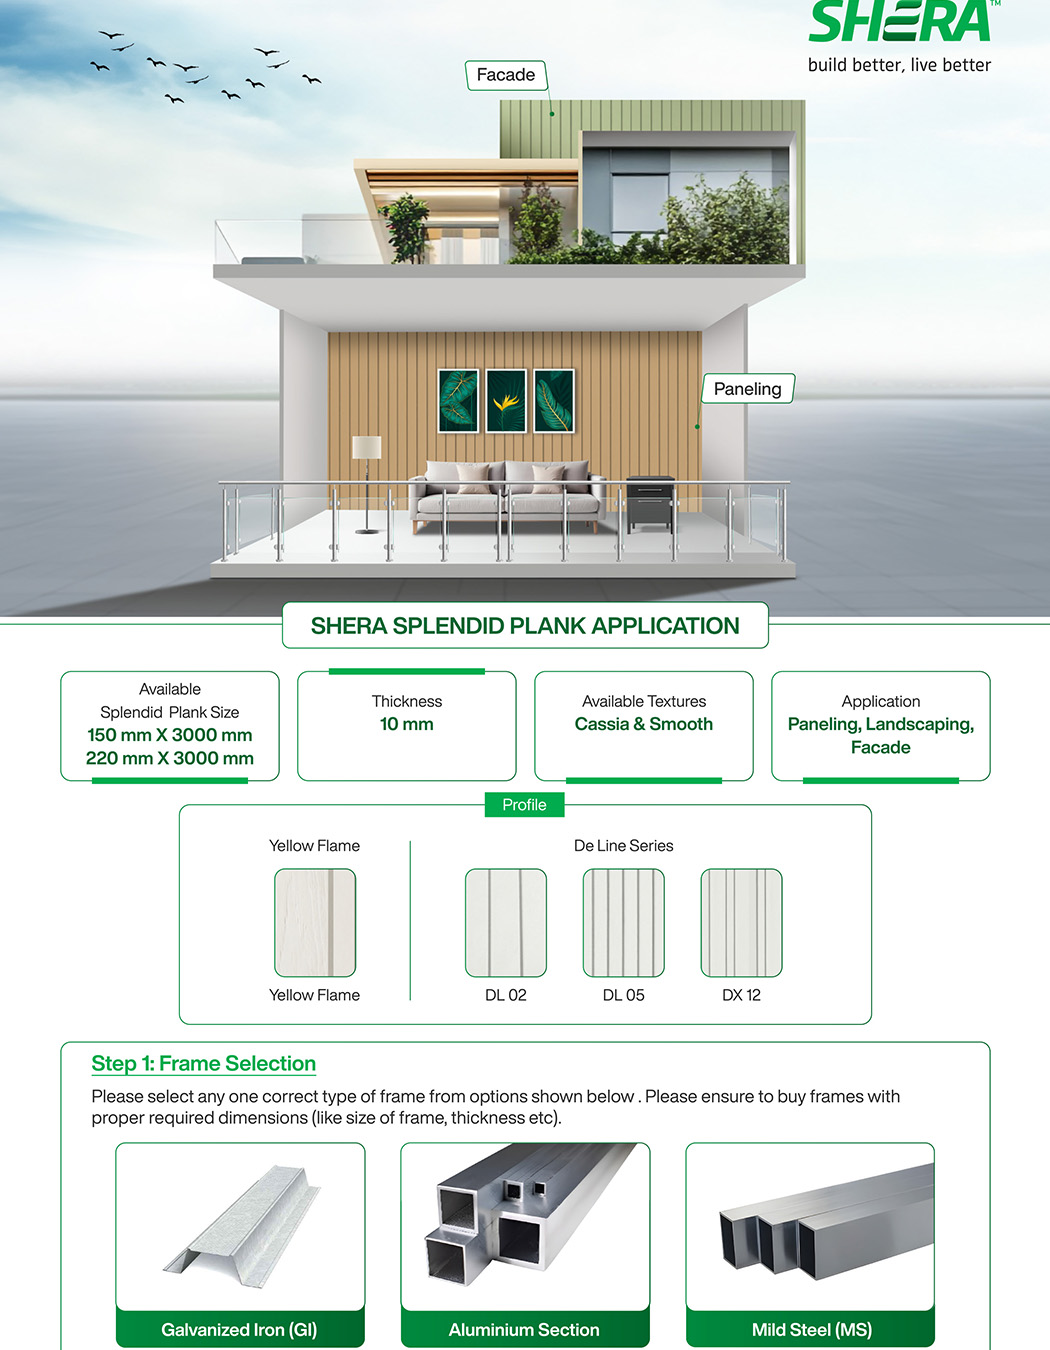 SHERA™
build better, live better
Facade
Paneling
SHERA SPLENDID PLANK APPLICATION
Available
Splendid Plank Size
150 mm X 3000 mm
220 mm X 3000 mm
Thickness
10 mm
Available Textures
Cassia & Smooth
Application
Paneling, Landscaping,
Facade
Profile
Yellow Flame
De Line Series
Yellow Flame
DL 02
DL 05
DX 12
Step 1: Frame Selection
Please select any one correct type of frame from options shown below . Please ensure to buy frames with
proper required dimensions (like size of frame, thickness etc).
Galvanized Iron (GI)
Aluminium Section
Mild Steel (MS)